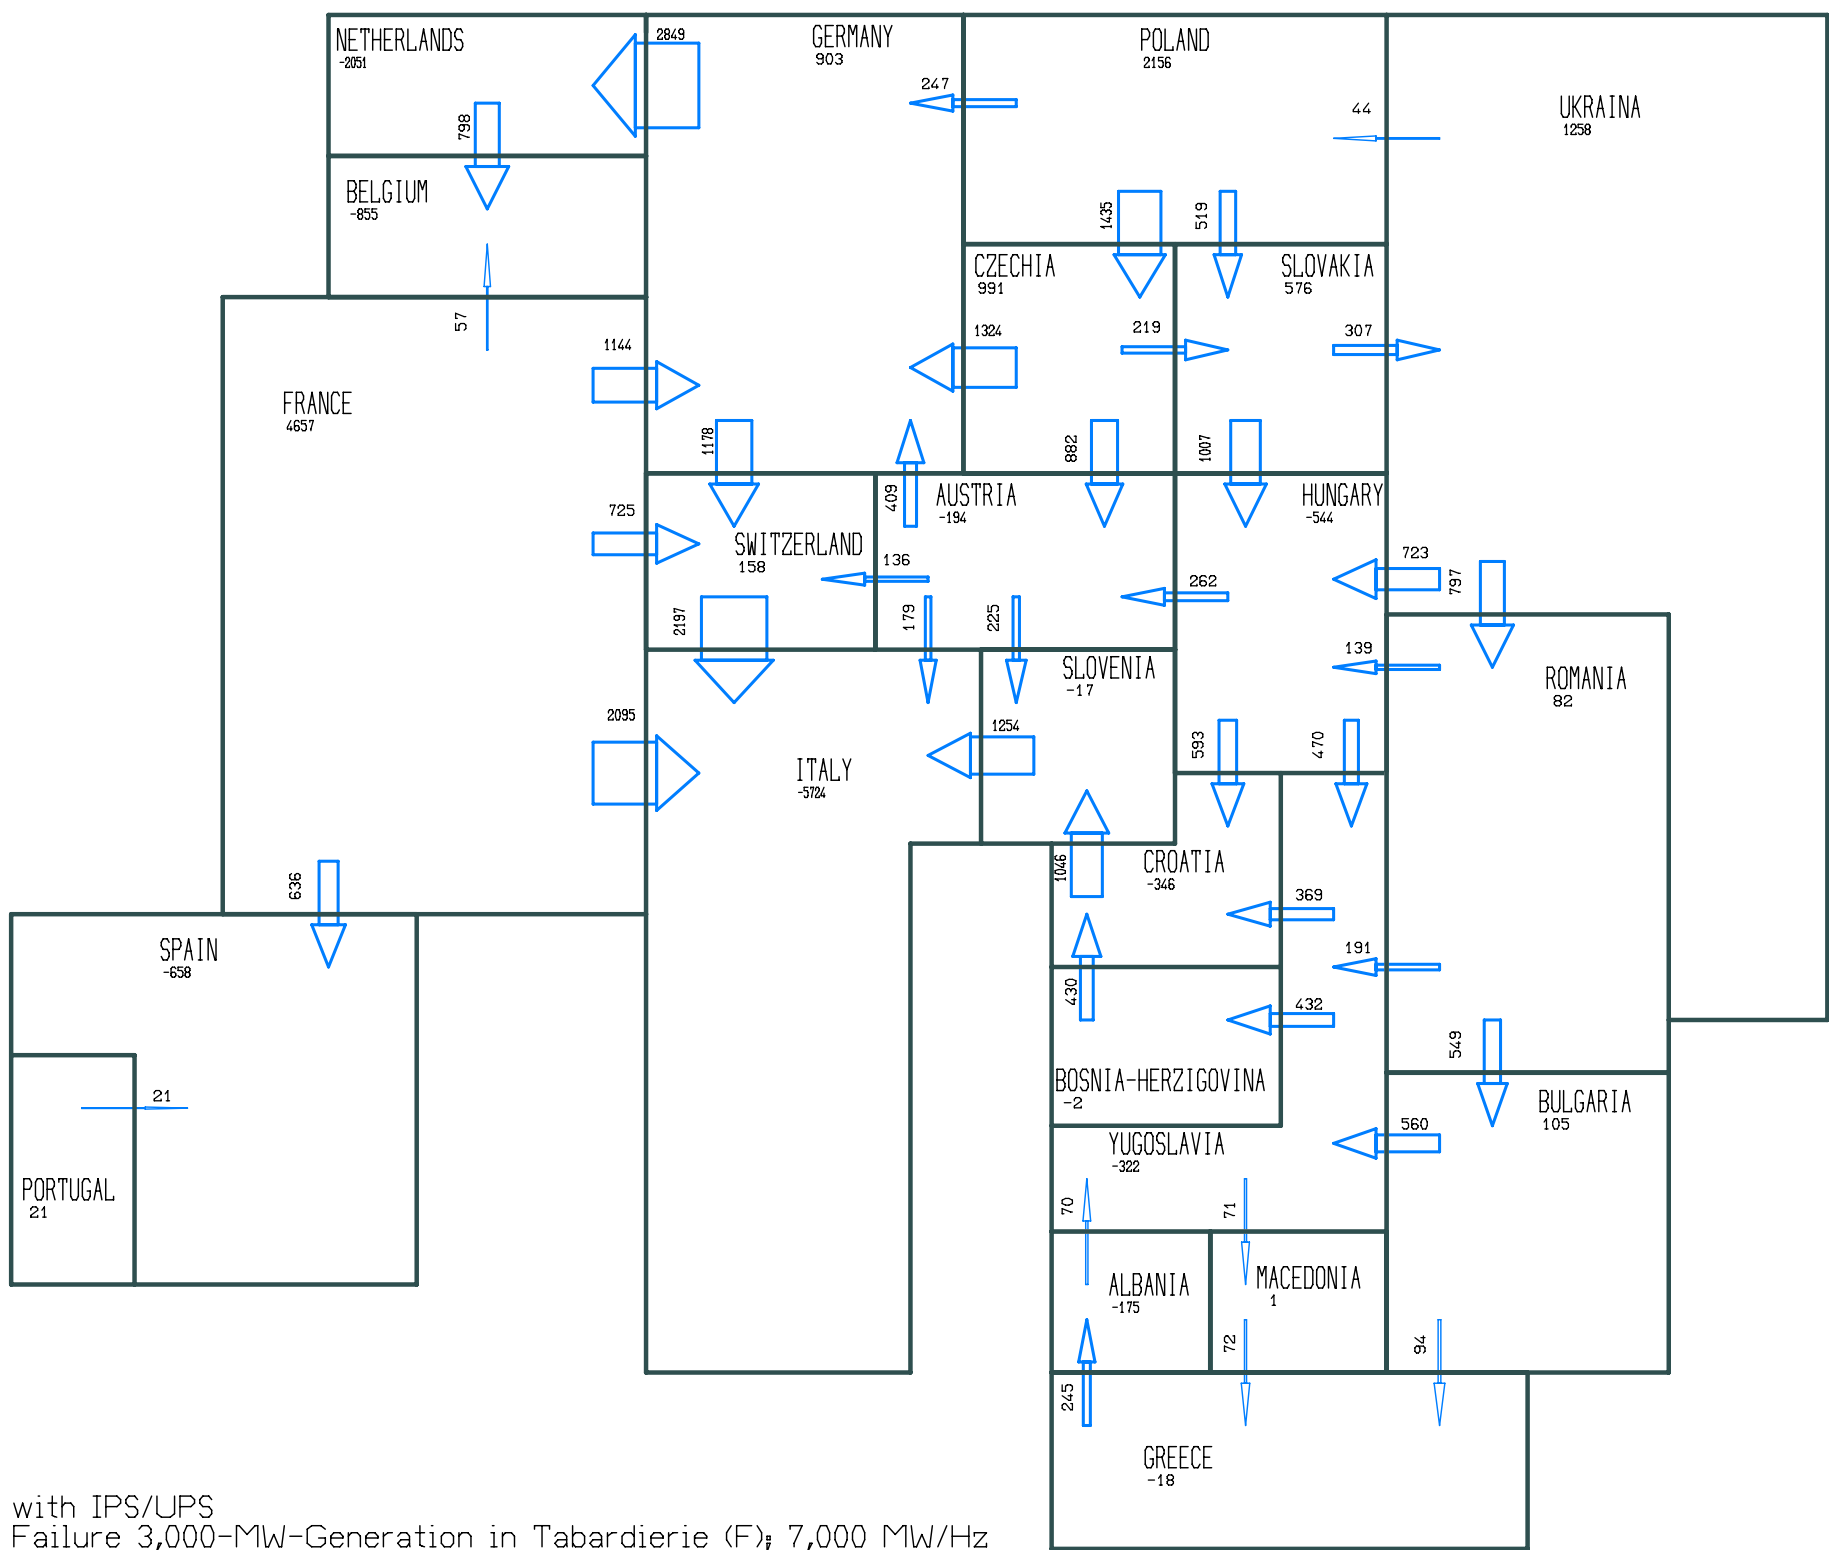 NETHERLANDS
-2051
2849
GERMANY
903
POLAND
2156
247
44
UKRAINA
1258
798
BELGIUM
-855
1435
519
CZECHIA
991
SLOVAKIA
576
57
1144
1324
219
307
FRANCE
4657
1178
882
1007
409
AUSTRIA
-194
HUNGARY
-544
725
SWITZERLAND
158
136
262
723
797
2197
179
225
139
SLOVENIA
-17
ROMANIA
82
2095
1254
593
470
ITALY
-5724
636
1046
CROATIA
-346
369
SPAIN
-658
191
430
432
549
BOSNIA-HERZIGOVINA
-2
21
BULGARIA
105
560
YUGOSLAVIA
-322
PORTUGAL
21
70
71
ALBANIA
-175
MACEDONIA
1
72
94
245
GREECE
-18
with IPS/UPS
Failure 3,000-MW-Generation in Tabardierie (F); 7,000 MW/Hz